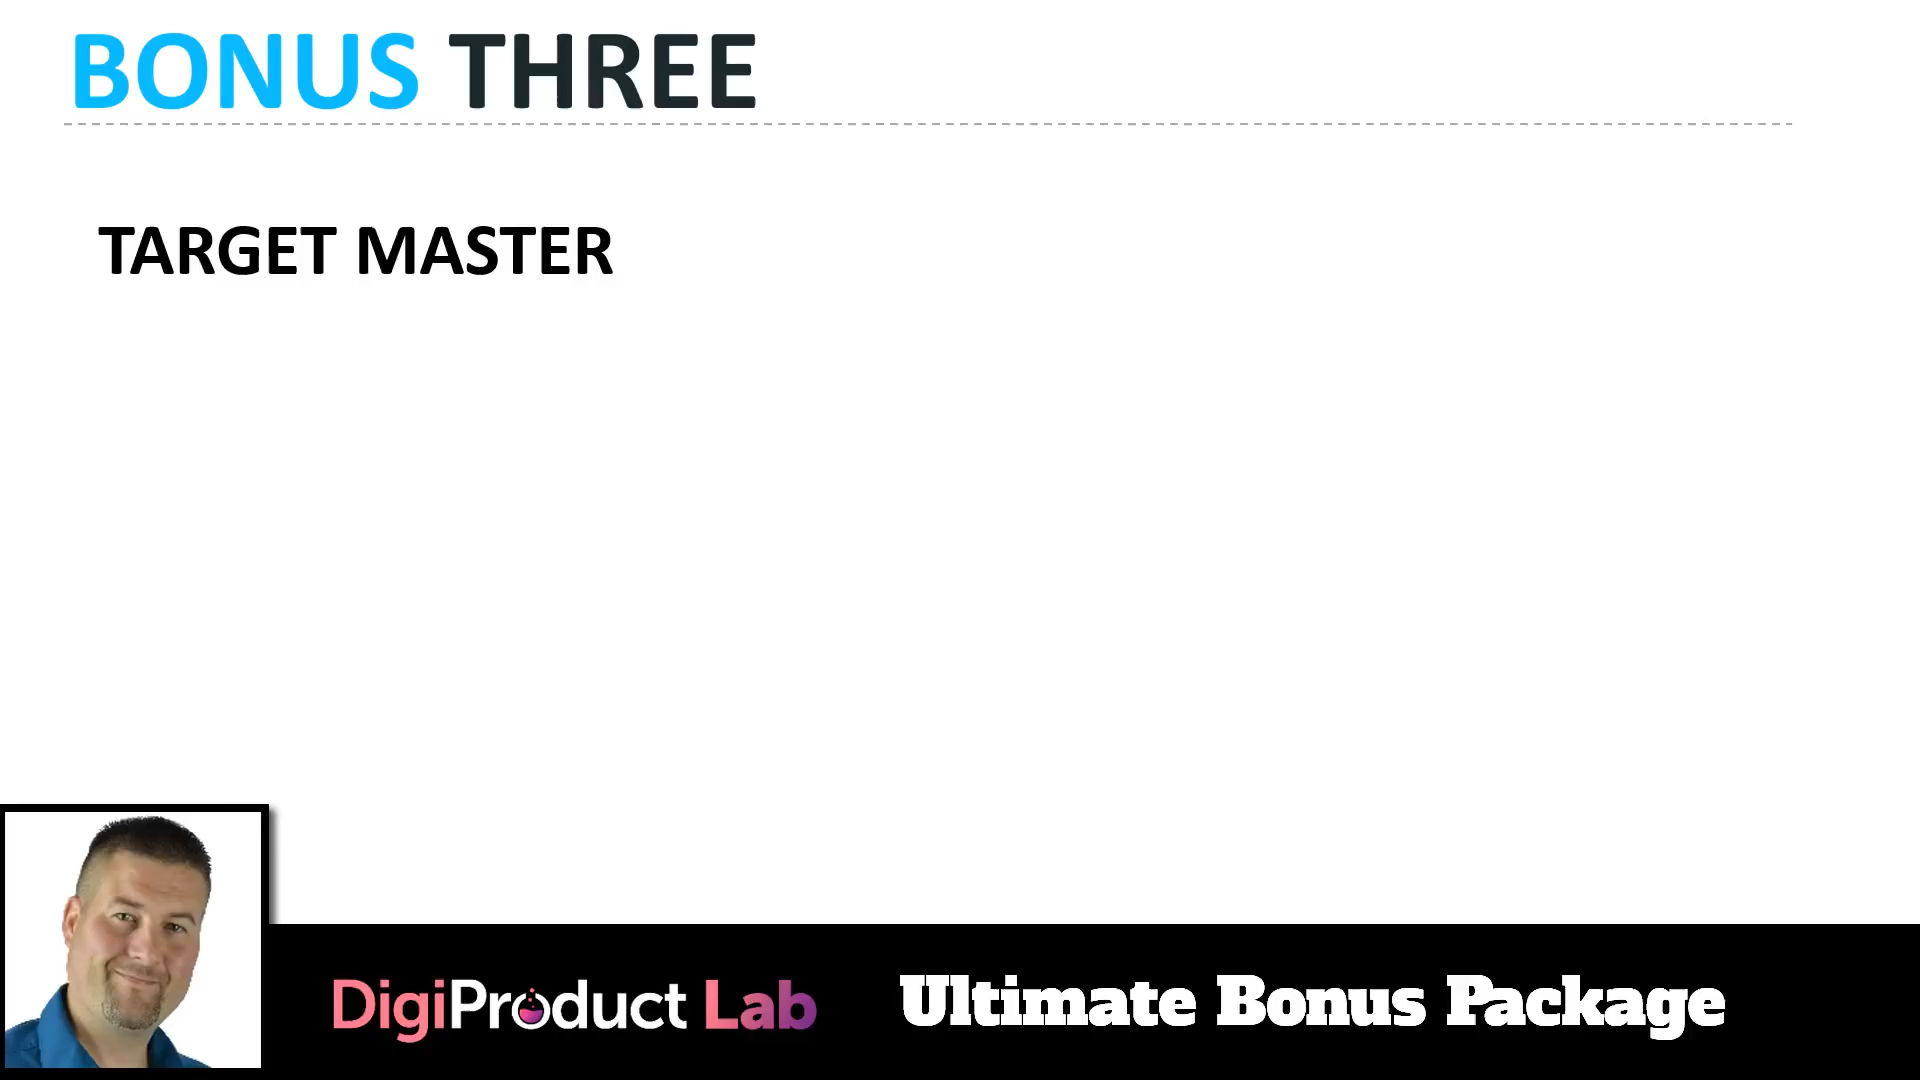 BONUS THREE
TARGET MASTER
DigiProduct Lab
Ultimate Bonus Package